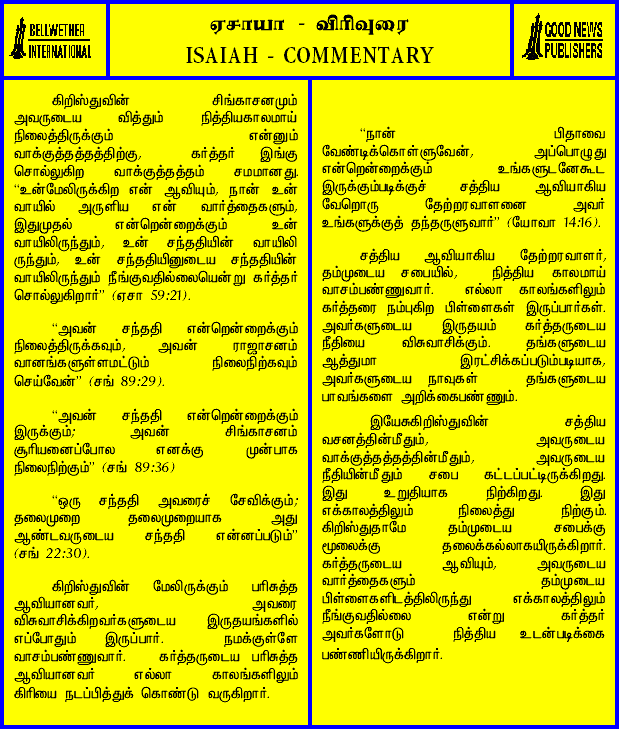 BELLWETHER
INTERNATIONAL
ஏசாயா - விரிவுரை
ISAIAH - COMMENTARY
GOOD NEWS
PUBLISHERS
கிறிஸ்துவின் சிங்காசனமும்
அவருடைய வித்தும் நித்தியகாலமாய்
நிலைத்திருக்கும் என்னும்
வாக்குத்தத்தத்திற்கு, கர்த்தர் இங்கு
சொல்லுகிற வாக்குத்தத்தம் சமமானது.
“உன்மேலிருக்கிற என் ஆவியும், நான் உன்
வாயில் அருளிய என் வார்த்தைகளும்,
இதுமுதல் என்றென்றைக்கும் உன்
வாயிலிருந்தும், உன் சந்ததியின் வாயிலி
ருந்தும், உன் சந்ததியினுடைய சந்ததியின்
வாயிலிருந்தும் நீங்குவதில்லையென்று கர்த்தர்
சொல்லுகிறார்” (ஏசா 59:21).
“அவன் சந்ததி என்றென்றைக்கும்
நிலைத்திருக்கவும், அவன் ராஜாசனம்
வானங்களுள்ளமட்டும் நிலைநிற்கவும்
செய்வேன்” (சங் 89:29).
“அவன் சந்ததி என்றென்றைக்கும்
இருக்கும்; அவன் சிங்காசனம்
சூரியனைப்போல எனக்கு முன்பாக
நிலைநிற்கும்” (சங் 89:36)
“ஒரு சந்ததி அவரைச் சேவிக்கும்;
தலைமுறை தலைமுறையாக அது
ஆண்டவருடைய சந்ததி என்னப்படும்”
(சங் 22:30).
கிறிஸ்துவின் மேலிருக்கும் பரிசுத்த
ஆவியானவர், அவரை
விசுவாசிக்கிறவர்களுடைய இருதயங்களில்
எப்போதும் இருப்பார். நமக்குள்ளே
வாசம்பண்ணுவார். கர்த்தருடைய பரிசுத்த
ஆவியானவர் எல்லா காலங்களிலும்
கிரியை நடப்பித்துக் கொண்டு வருகிறார்.
“நான் பிதாவை
வேண்டிக்கொள்ளுவேன், அப்பொழுது
என்றென்றைக்கும் உங்களுடனேகூட
இருக்கும்படிக்குச் சத்திய ஆவியாகிய
வேறொரு தேற்றரவாளனை அவர்
உங்களுக்குத் தந்தருளுவார்” (யோவா 14:16).
சத்திய ஆவியாகிய தேற்றரவாளர்,
தம்முடைய சபையில், நித்திய காலமாய்
வாசம்பண்ணுவார். எல்லா காலங்களிலும்
கர்த்தரை நம்புகிற பிள்ளைகள் இருப்பார்கள்.
அவர்களுடைய இருதயம் கர்த்தருடைய
நீதியை விசுவாசிக்கும். தங்களுடைய
ஆத்துமா இரட்சிக்கப்படும்படியாக,
அவர்களுடைய நாவுகள் தங்களுடைய
பாவங்களை அறிக்கைபண்ணும்.
இயேசுகிறிஸ்துவின் சத்திய
வசனத்தின்மீதும், அவருடைய
வாக்குத்தத்தத்தின்மீதும், அவருடைய
நீதியின்மீதும் சபை கட்டப்பட்டிருக்கிறது.
இது உறுதியாக நிற்கிறது. இது
எக்காலத்திலும் நிலைத்து நிற்கும்.
கிறிஸ்துதாமே தம்முடைய சபைக்கு
மூலைக்கு தலைக்கல்லாகயிருக்கிறார்.
கர்த்தருடைய ஆவியும், அவருடைய
வார்த்தைகளும் தம்முடைய
பிள்ளைகளிடத்திலிருந்து எக்காலத்திலும்
நீங்குவதில்லை என்று கர்த்தர்
அவர்களோடு நித்திய உடன்படிக்கை
பண்ணியிருக்கிறார்.